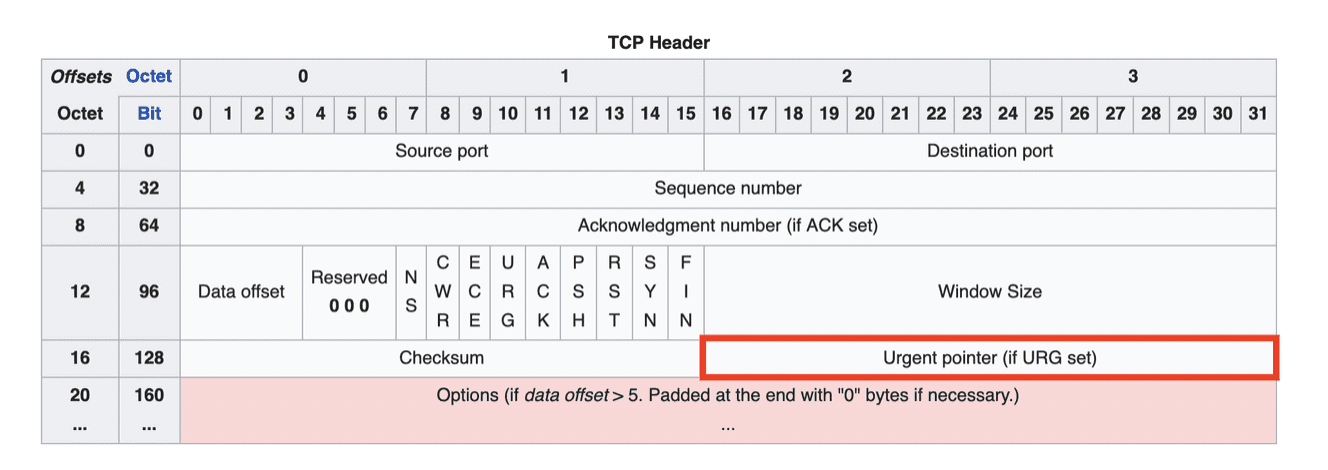 TCP Header
Offsets Octet 0 1 2 3
Octet Bit 0 1 2 3 4 5 6 7 8 9 10 11 12 13 14 15 16 17 18 19 20 21 22 23 24 25 26 27 28 29 30 31
0 0 Source port Destination port
4 32 Sequence number
8 64 Acknowledgment number (if ACK set)
12 96 Data offset Reserved 0 0 0 NS CWR ECE URG ACK PSH RST SYN FIN Window Size
16 128 Checksum Urgent pointer (if URG set)
20 160 Options (if data offset > 5. Padded at the end with "0" bytes if necessary.)
... ... ...